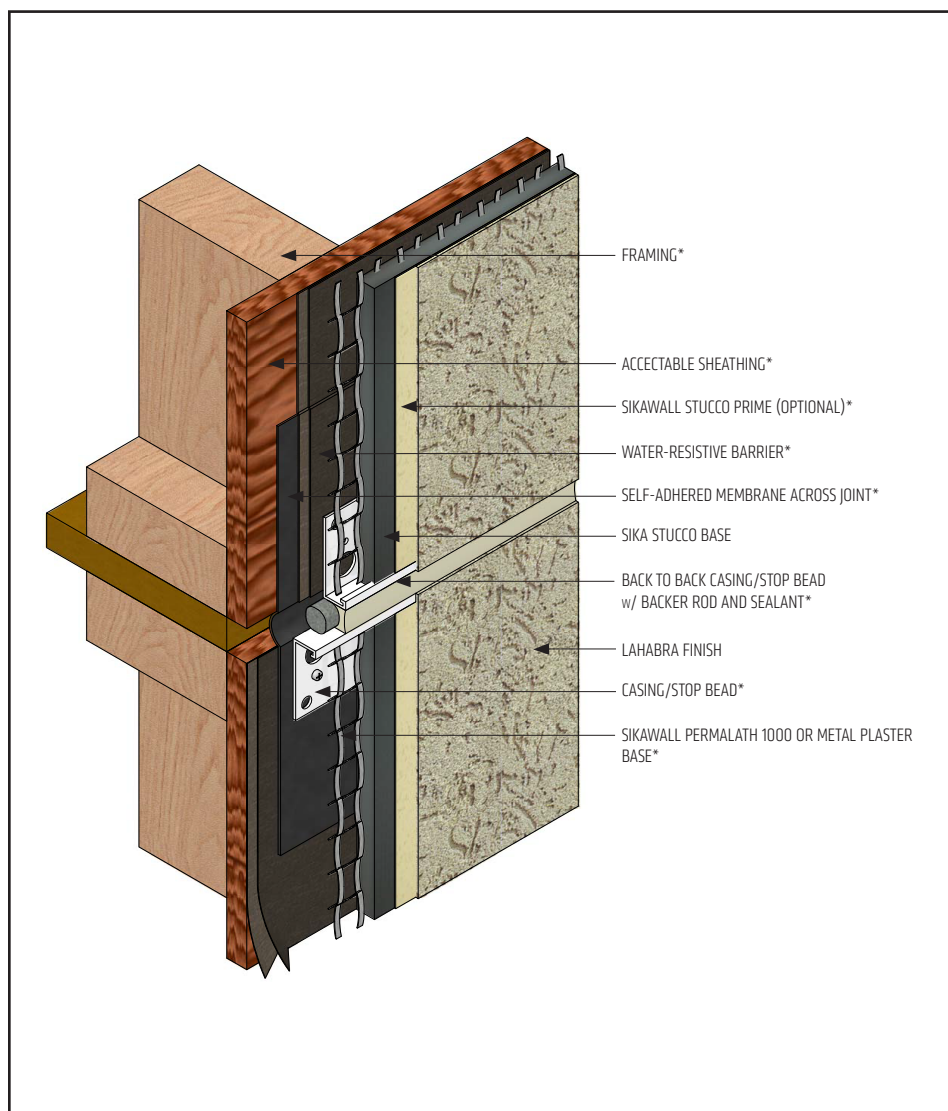 FRAMING*
ACCECTABLE SHEATHING*
SIKAWALL STUCCO PRIME (OPTIONAL)*
WATER-RESISTIVE BARRIER*
SELF-ADHERED MEMBRANE ACROSS JOINT*
SIKA STUCCO BASE
BACK TO BACK CASING/STOP BEAD
w/ BACKER ROD AND SEALANT*
LAHABRA FINISH
CASING/STOP BEAD*
SIKAWALL PERMALATH 1000 OR METAL PLASTER
BASE*